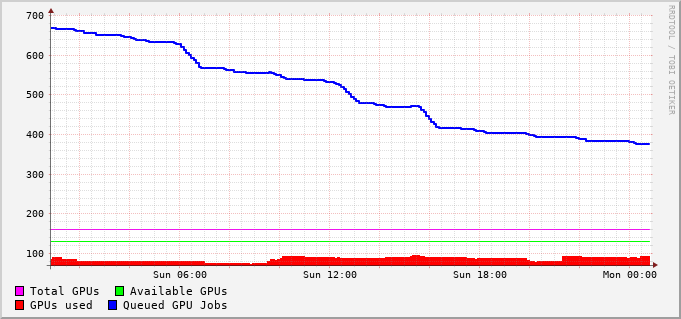 700
600
500
400
300
200
100
Sun 06:00 Sun 12:00 Sun 18:00 Mon 00:00
Total GPUs Available GPUs
GPUs used Queued GPU Jobs
RRDTOOL / TOBI OETIKER